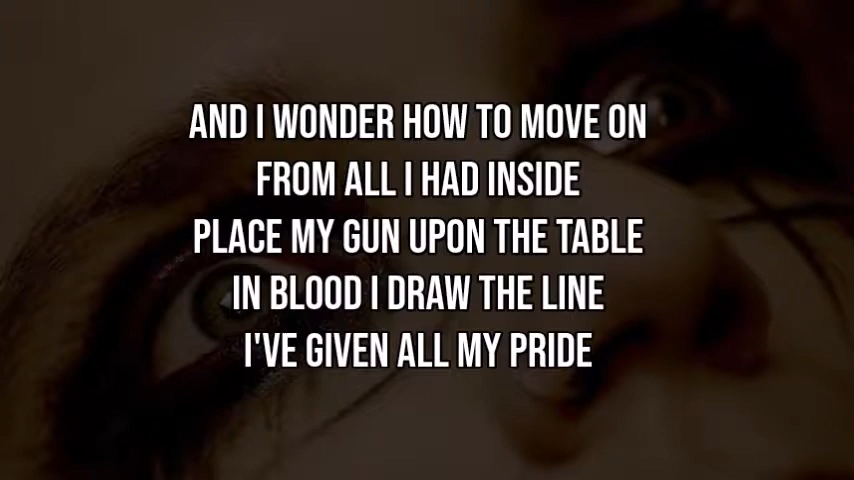 AND I WONDER HOW TO MOVE ON
FROM ALL I HAD INSIDE
PLACE MY GUN UPON THE TABLE
IN BLOOD I DRAW THE LINE
I'VE GIVEN ALL MY PRIDE